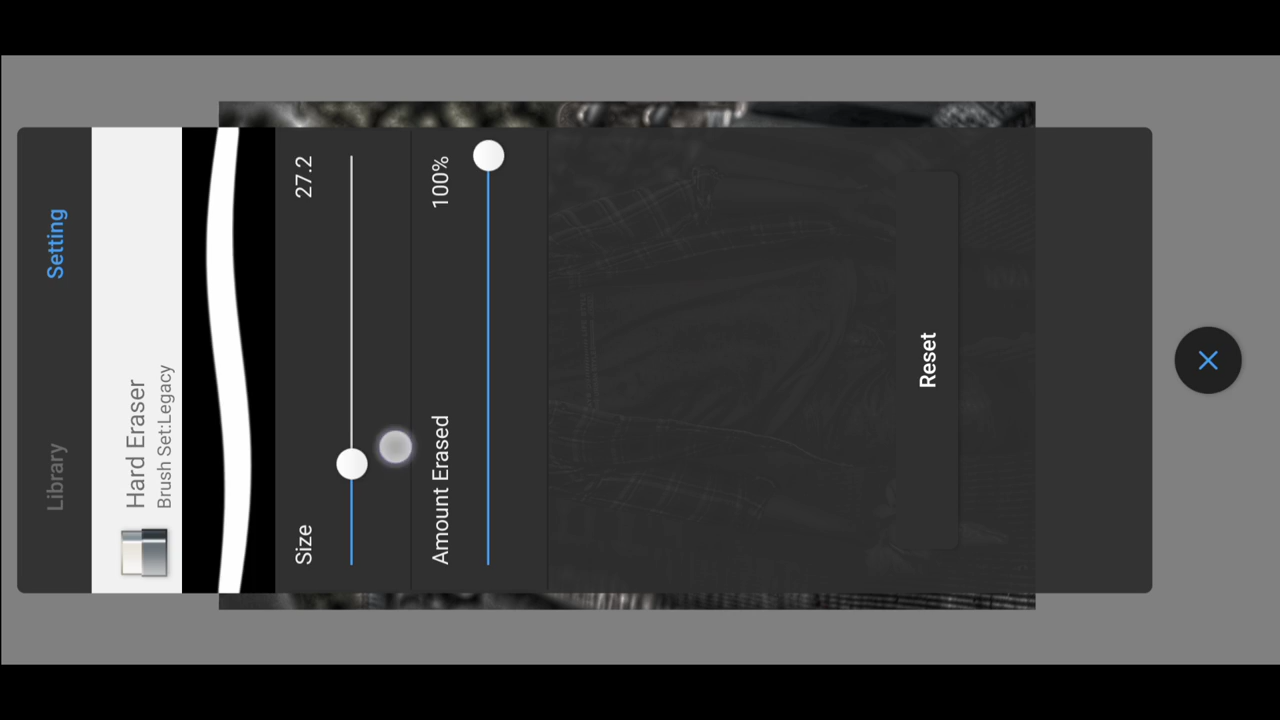 Library
Setting
Hard Eraser
Brush Set:Legacy
Size
27.2
Amount Erased
100%
Reset